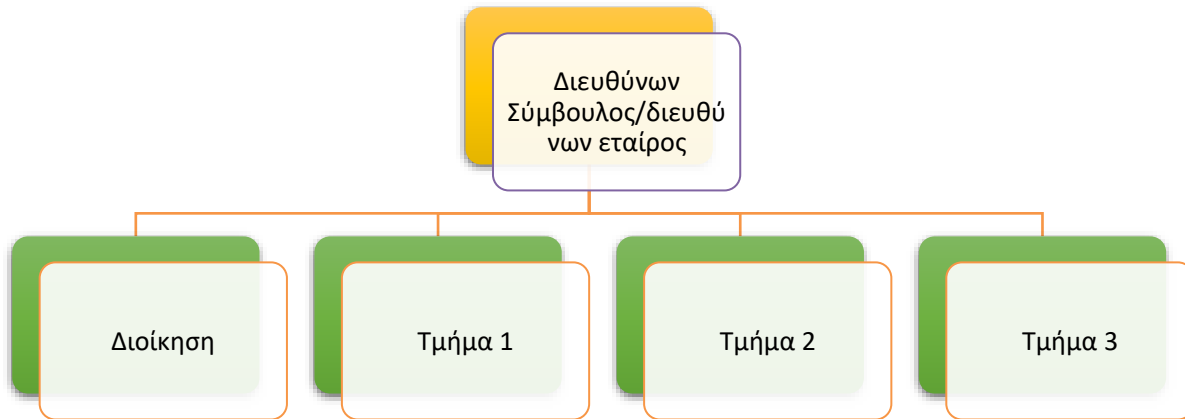 Διευθύνων
Σύμβουλος/διευθύ
νων εταίρος
Διοίκηση
Τμήμα 1
Τμήμα 2
Τμήμα 3